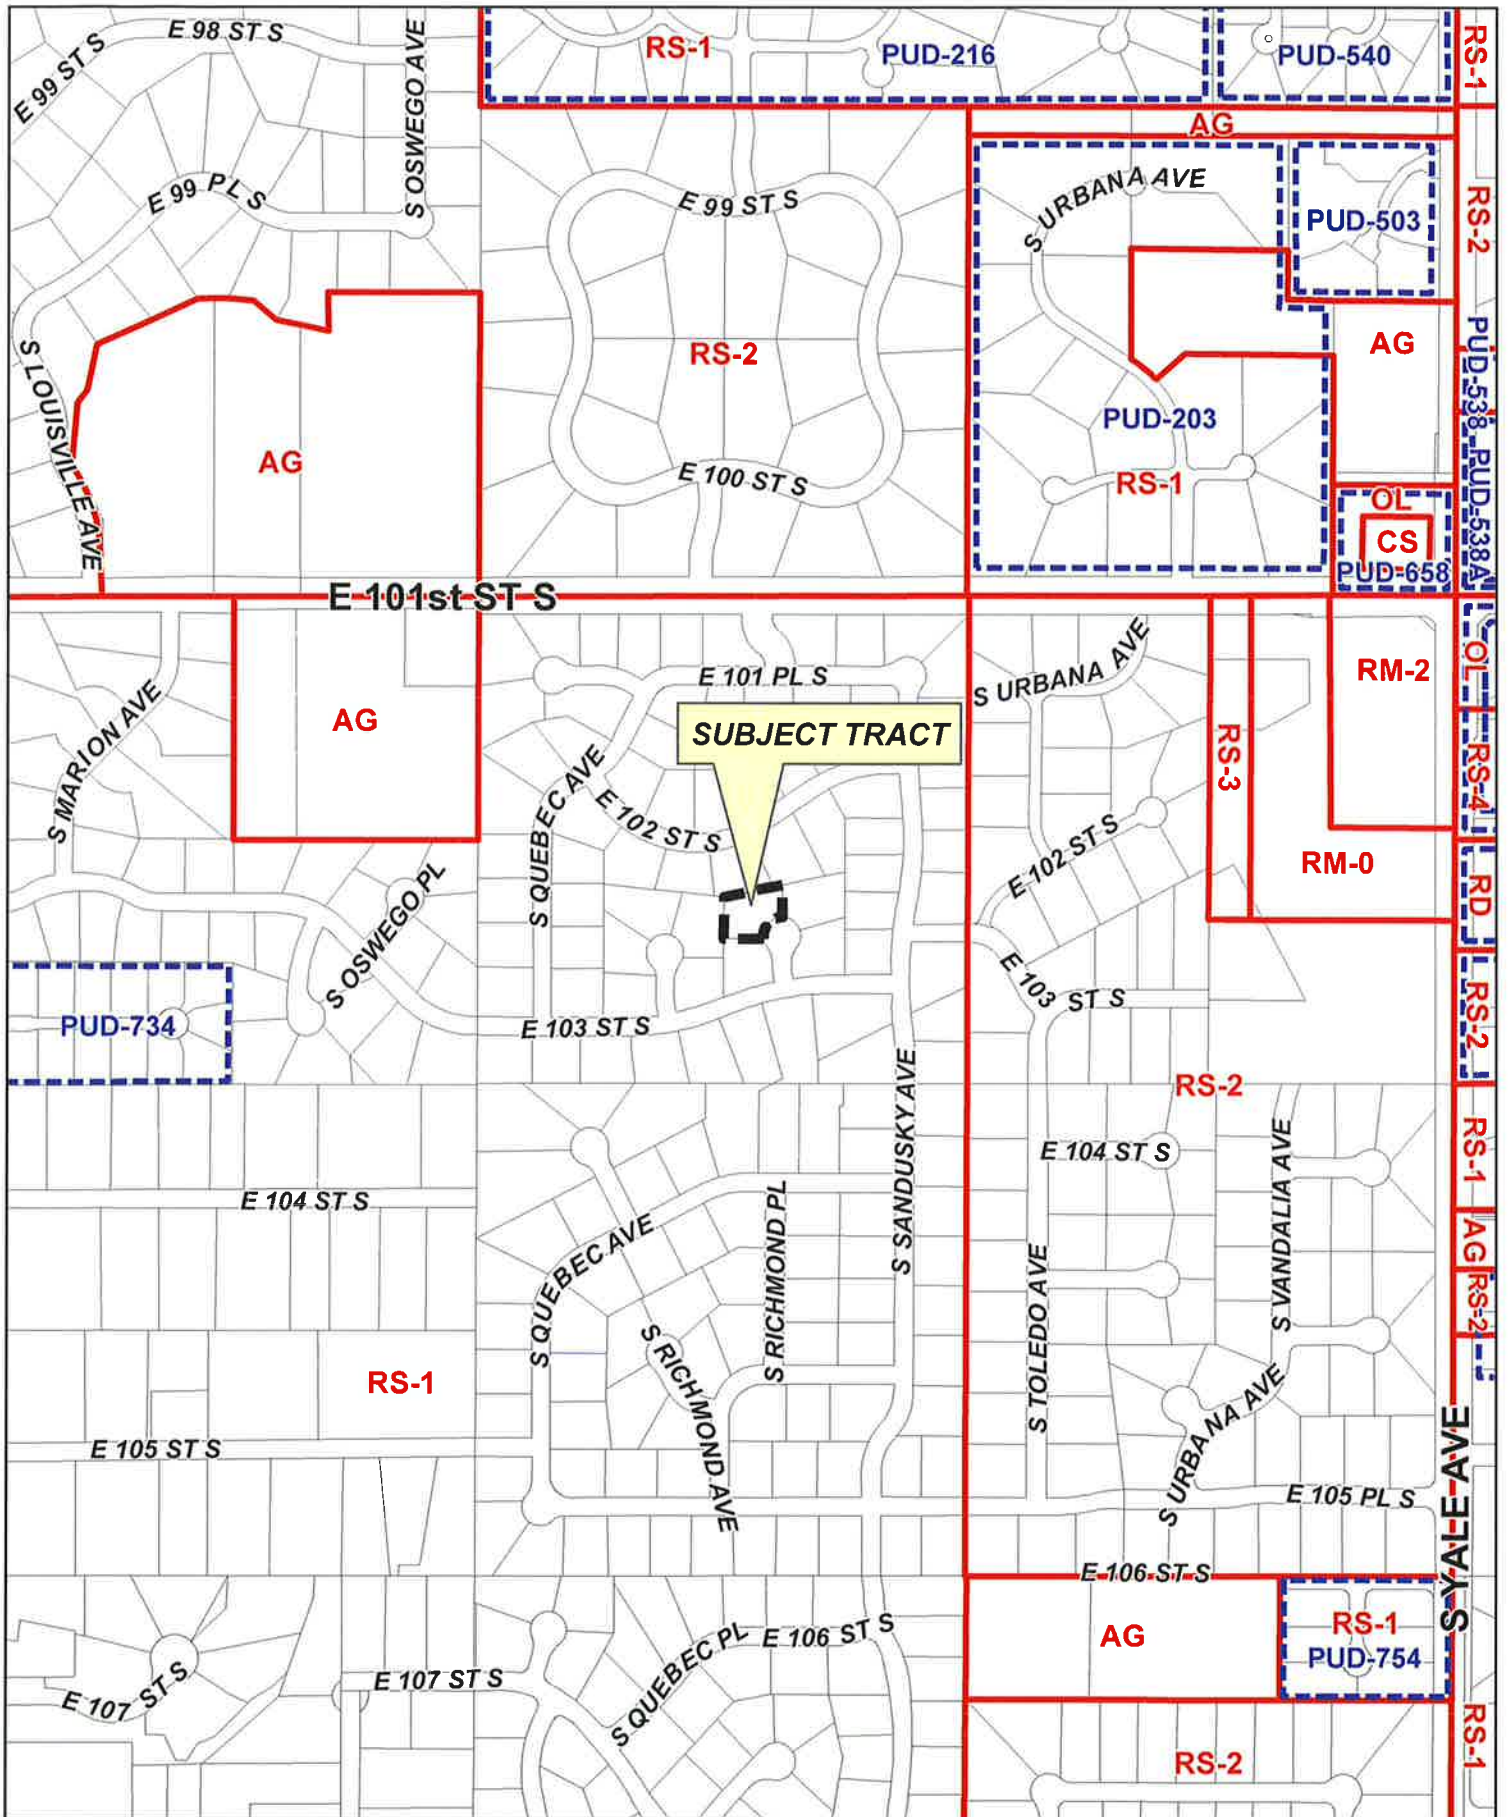 E 98 ST S
E 99 ST S
S OSWEGO AVE
RS-1
PUD-216
PUD-540
RS-1
AG
E 99 PL S
E 99 ST S
S URBANA AVE
PUD-503
RS-2
S LOUISVILLE AVE
RS-2
AG
PUD-538
PUD-203
AG
E 100 ST S
RS-1
OL
CS
PUD-658
PUD-538A
E 101st ST S
S MARION AVE
AG
E 101 PL S
S URBANA AVE
RM-2
OL
SUBJECT TRACT
RS-3
RS-4
S QUEBEC AVE
E 102 ST S
E 102 ST S
RM-0
RD
S OSWEGO PL
E 103 ST S
RS-2
PUD-734
E 103 ST S
S SANDUSKY AVE
RS-2
RS-1
E 104 ST S
S VANDALIA AVE
E 104 ST S
S QUEBEC AVE
S RICHMOND PL
AG
RS-2
S TOLEDO AVE
S RICHMOND AVE
RS-1
S URBANA AVE
E 105 ST S
E 105 PL S
S YALE AVE
E 106 ST S
AG
RS-1
PUD-754
E 107 ST S
E 107 ST S
S QUEBEC PL
E 106 ST S
RS-2
RS-1